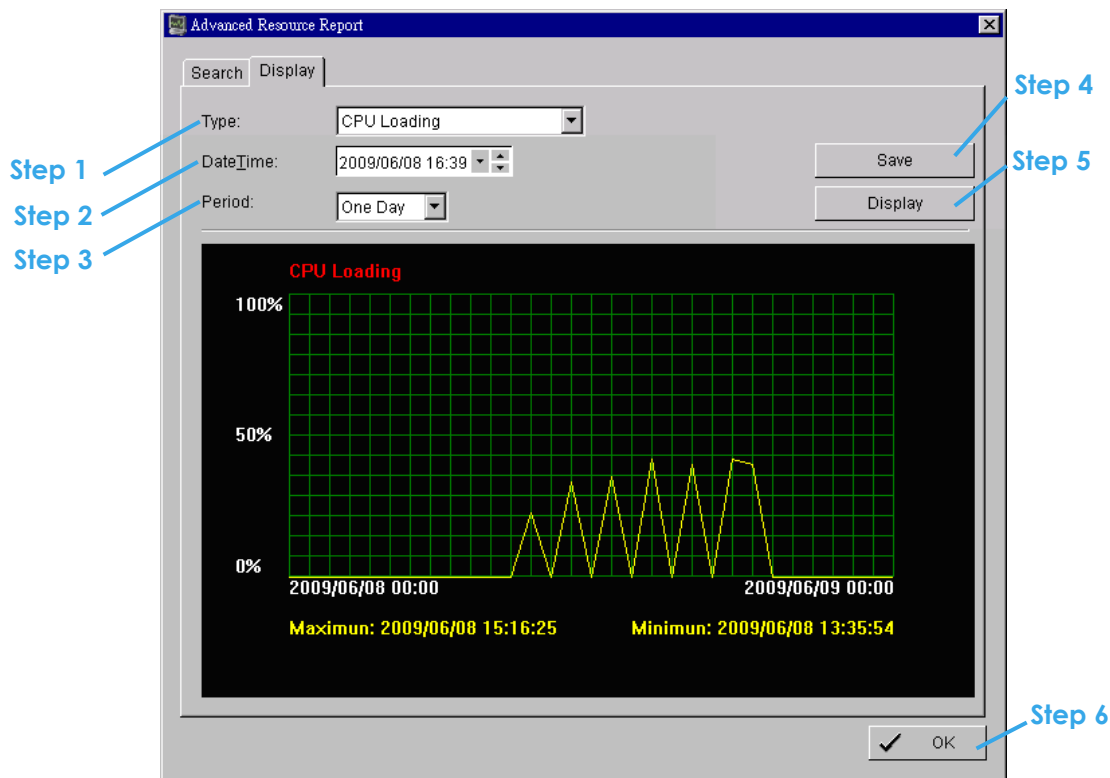 Advanced Resource Report
Search Display
Step 4
Type: CPU Loading
Step 1
DateTime: 2009/06/08 16:39
Save
Step 5
Step 2
Period: One Day
Display
Step 3
CPU Loading
100%
50%
0%
2009/06/08 00:00 2009/06/09 00:00
Maximun: 2009/06/08 15:16:25 Minimun: 2009/06/08 13:35:54
Step 6
OK